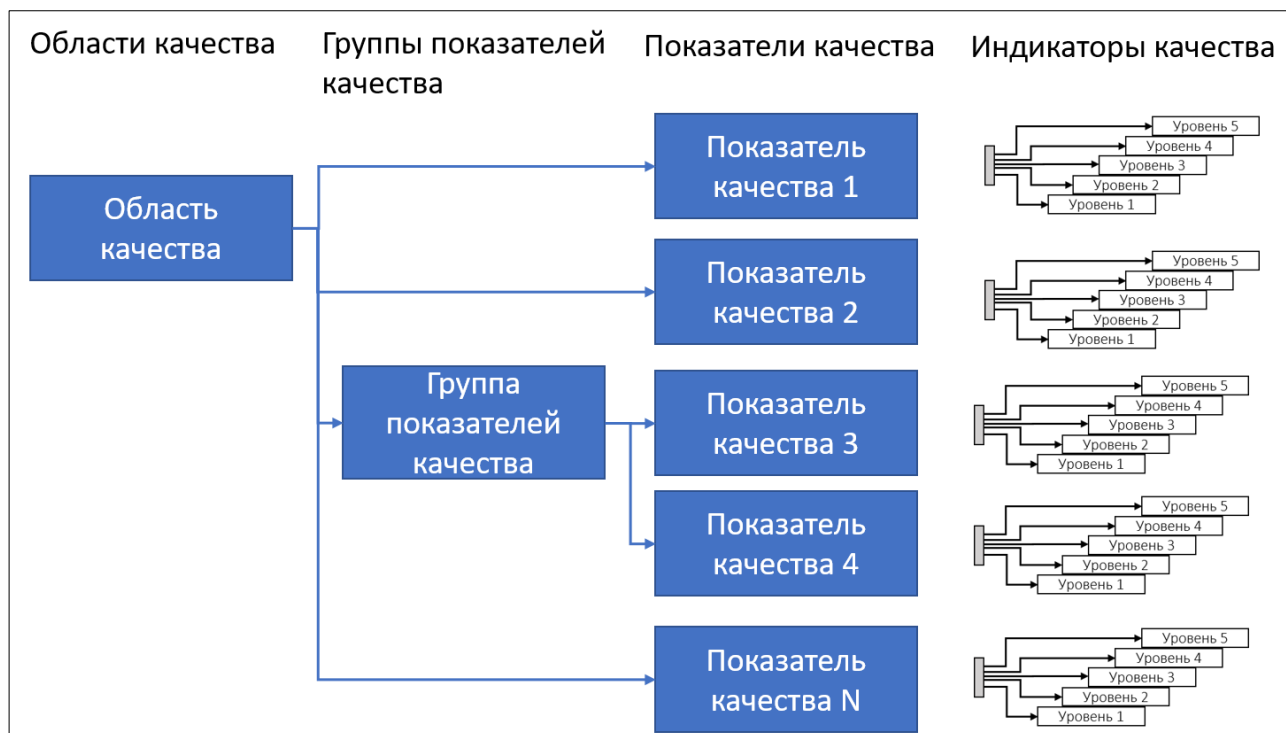 Области качества
Группы показателей
качества
Показатели качества
Индикаторы качества
Область
качества
Показатель
качества 1
Уровень 5
Уровень 4
Уровень 3
Уровень 2
Уровень 1
Показатель
качества 2
Уровень 5
Уровень 4
Уровень 3
Уровень 2
Уровень 1
Группа
показателей
качества
Показатель
качества 3
Уровень 5
Уровень 4
Уровень 3
Уровень 2
Уровень 1
Показатель
качества 4
Уровень 5
Уровень 4
Уровень 3
Уровень 2
Уровень 1
Показатель
качества N
Уровень 5
Уровень 4
Уровень 3
Уровень 2
Уровень 1